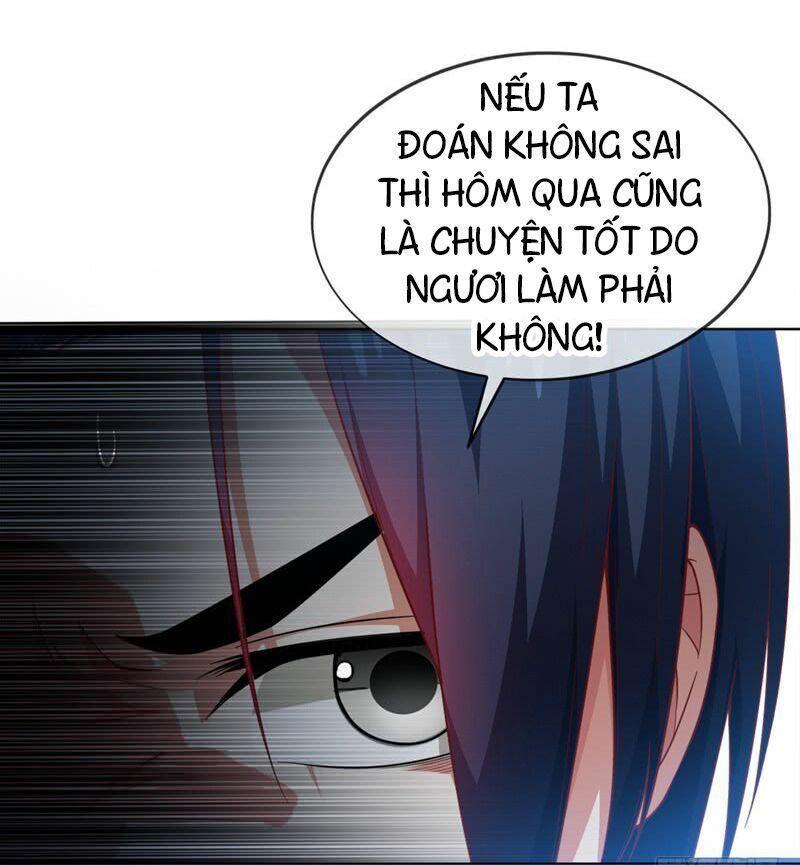 NẾU TA
ĐOÁN KHÔNG SAI
THÌ HÔM QUA CŨNG
LÀ CHUYỆN TỐT DO
NGƯƠI LÀM PHẢI
KHÔNG!